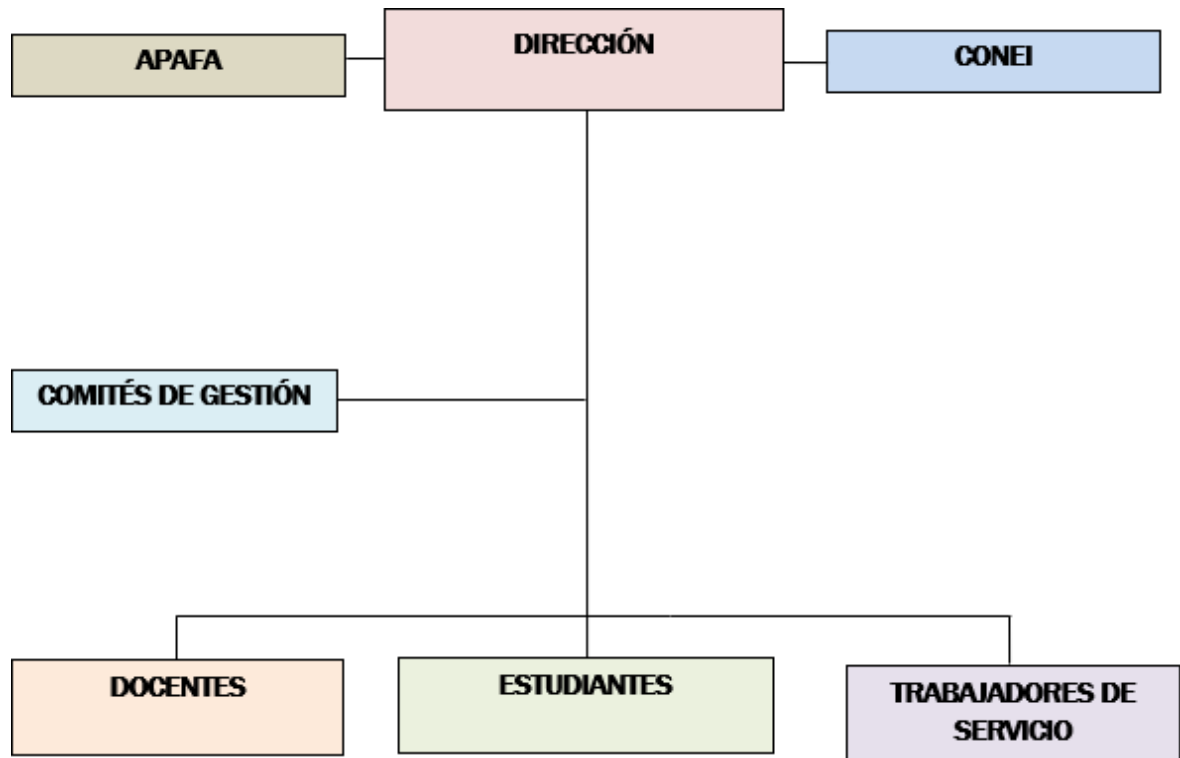 APAFA
DIRECCIÓN
CONEI
COMITÉS DE GESTIÓN
DOCENTES
ESTUDIANTES
TRABAJADORES DE
SERVICIO